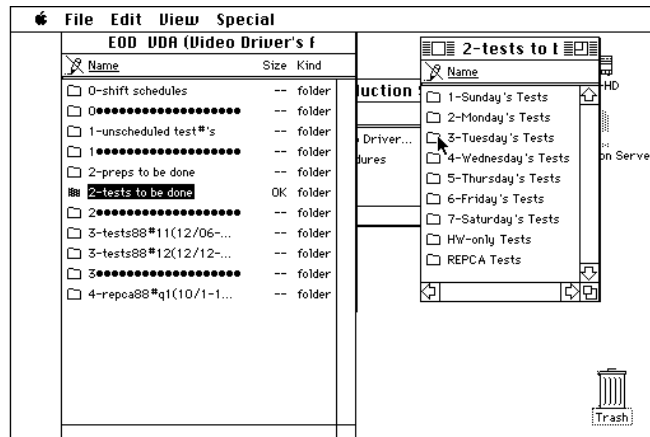 File Edit View Special
EOD VDA (Video Driver's f
Name Size Kind
0-shift schedules -- folder
0●●●●●●●●●●●●●●●●●●● -- folder
1-unscheduled test#'s -- folder
1●●●●●●●●●●●●●●●●●●● -- folder
2-preps to be done -- folder
2-tests to be done OK folder
2●●●●●●●●●●●●●●●●●●● -- folder
3-tests88#11(12/06-... -- folder
3-tests88#12(12/12-... -- folder
3●●●●●●●●●●●●●●●●●●● -- folder
4-repca88#q1(10/1-1... -- folder
uction
Driver...
dures
2-tests to t
Name
1-Sunday's Tests
2-Monday's Tests
3-Tuesday's Tests
4-Wednesday's Tests
5-Thursday's Tests
6-Friday's Tests
7-Saturday's Tests
HW-only Tests
REPCA Tests
HD
on Serve
Trash